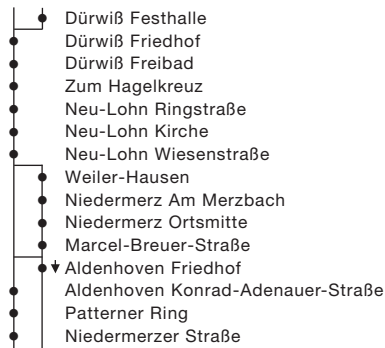 Dürwiß Festhalle
Dürwiß Friedhof
Dürwiß Freibad
Zum Hagelkreuz
Neu-Lohn Ringstraße
Neu-Lohn Kirche
Neu-Lohn Wiesenstraße
Weiler-Hausen
Niedermerz Am Merzbach
Niedermerz Ortsmitte
Marcel-Breuer-Straße
Aldenhoven Friedhof
Aldenhoven Konrad-Adenauer-Straße
Patterner Ring
Niedermerzer Straße